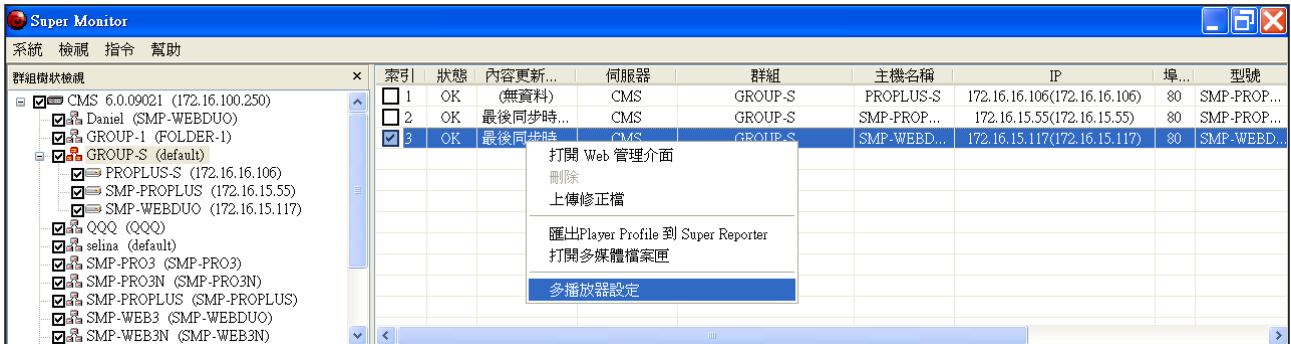 Super Monitor
系統 檢視 指令 幫助
群組樹狀檢視
CMS 6.0.09021 (172.16.100.250)
Daniel (SMP-WEBDUO)
GROUP-1 (FOLDER-1)
GROUP-S (default)
PROPLUS-S (172.16.16.106)
SMP-PROPLUS (172.16.15.55)
SMP-WEBDUO (172.16.15.117)
QQQ (QQQ)
selina (default)
SMP-PRO3 (SMP-PRO3)
SMP-PRO3N (SMP-PRO3N)
SMP-PROPLUS (SMP-PROPLUS)
SMP-WEB3 (SMP-WEBDUO)
SMP-WEB3N (SMP-WEB3N)
索引 狀態 內容更新... 伺服器 群組 主機名稱 IP 埠... 型號
1 OK (無資料) CMS GROUP-S PROPLUS-S 172.16.16.106(172.16.16.106) 80 SMP-PROP...
2 OK 最後同步時... CMS GROUP-S SMP-PROP... 172.16.15.55(172.16.15.55) 80 SMP-PROP...
3 OK 最後同步時... CMS GROUP-S SMP-WEBD... 172.16.15.117(172.16.15.117) 80 SMP-WEBD...
打開 Web 管理介面
刪除
上傳修正檔
匯出Player Profile 到 Super Reporter
打開多媒體檔案匣
多播放器設定